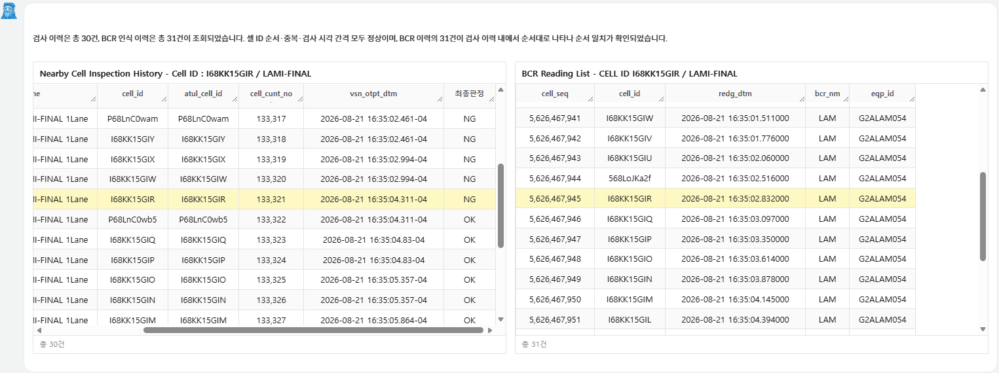 검사 이력은 총 30건, BCR 인식 이력은 총 31건이 조회되었습니다. 셀 ID 순서·중복·검사 시각 간격 모두 정상이며, BCR 이력의 31건이 검사 이력 내에서 순서대로 나타나 순서 일치가 확인되었습니다.
Nearby Cell Inspection History - Cell ID : I68KK15GIR / LAMI-FINAL
ne cell_id atul_cell_id cell_cunt_no vsn_otpt_dtm 최종판정
II-FINAL 1Lane P68LnC0wam P68LnC0wam 133,317 2026-08-21 16:35:02.461-04 NG
II-FINAL 1Lane I68KK15GIY I68KK15GIY 133,318 2026-08-21 16:35:02.461-04 NG
II-FINAL 1Lane I68KK15GIX I68KK15GIX 133,319 2026-08-21 16:35:02.994-04 NG
II-FINAL 1Lane I68KK15GIW I68KK15GIW 133,320 2026-08-21 16:35:02.994-04 NG
II-FINAL 1Lane I68KK15GIR I68KK15GIR 133,321 2026-08-21 16:35:04.311-04 NG
II-FINAL 1Lane P68LnC0wb5 P68LnC0wb5 133,322 2026-08-21 16:35:04.311-04 OK
II-FINAL 1Lane I68KK15GIQ I68KK15GIQ 133,323 2026-08-21 16:35:04.83-04 OK
II-FINAL 1Lane I68KK15GIP I68KK15GIP 133,324 2026-08-21 16:35:04.83-04 OK
II-FINAL 1Lane I68KK15GIO I68KK15GIO 133,325 2026-08-21 16:35:05.357-04 OK
II-FINAL 1Lane I68KK15GIN I68KK15GIN 133,326 2026-08-21 16:35:05.357-04 OK
II-FINAL 1Lane I68KK15GIM I68KK15GIM 133,327 2026-08-21 16:35:05.864-04 OK
총 30건
BCR Reading List - CELL ID I68KK15GIR / LAMI-FINAL
cell_seq cell_id redg_dtm bcr_nm eqp_id
5,626,467,941 I68KK15GIW 2026-08-21 16:35:01.511000 LAM G2ALAM054
5,626,467,942 I68KK15GIV 2026-08-21 16:35:01.776000 LAM G2ALAM054
5,626,467,943 I68KK15GIU 2026-08-21 16:35:02.060000 LAM G2ALAM054
5,626,467,944 568LoJKa2f 2026-08-21 16:35:02.516000 LAM G2ALAM054
5,626,467,945 I68KK15GIR 2026-08-21 16:35:02.832000 LAM G2ALAM054
5,626,467,946 I68KK15GIQ 2026-08-21 16:35:03.097000 LAM G2ALAM054
5,626,467,947 I68KK15GIP 2026-08-21 16:35:03.350000 LAM G2ALAM054
5,626,467,948 I68KK15GIO 2026-08-21 16:35:03.614000 LAM G2ALAM054
5,626,467,949 I68KK15GIN 2026-08-21 16:35:03.878000 LAM G2ALAM054
5,626,467,950 I68KK15GIM 2026-08-21 16:35:04.145000 LAM G2ALAM054
5,626,467,951 I68KK15GIL 2026-08-21 16:35:04.394000 LAM G2ALAM054
총 31건